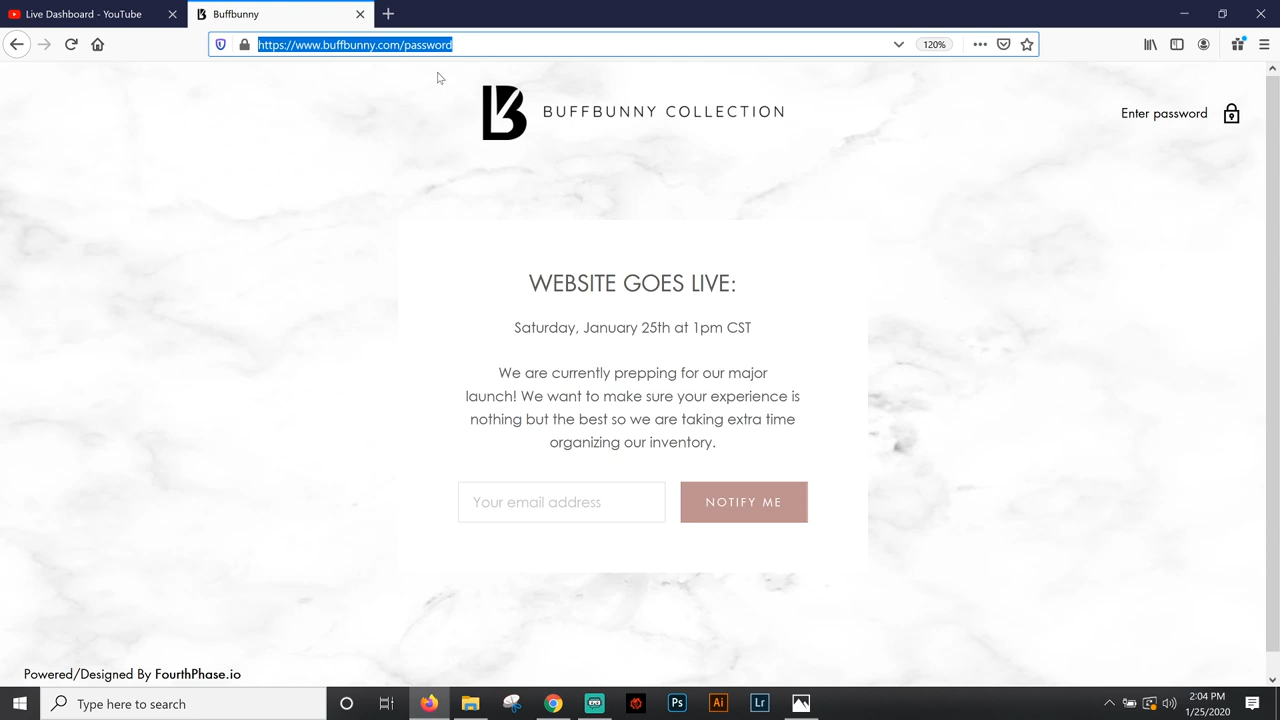 Live Dashboard - YouTube
Buffbunny
https://www.buffbunny.com/password
120%
BUFFBUNNY COLLECTION
Enter password
WEBSITE GOES LIVE:
Saturday, January 25th at 1pm CST
We are currently prepping for our major
launch! We want to make sure your experience is
nothing but the best so we are taking extra time
organizing our inventory.
Your email address
NOTIFY ME
Powered/Designed By FourthPhase.io
Type here to search
Ps
Ai
Lr
2:04 PM
1/25/2020